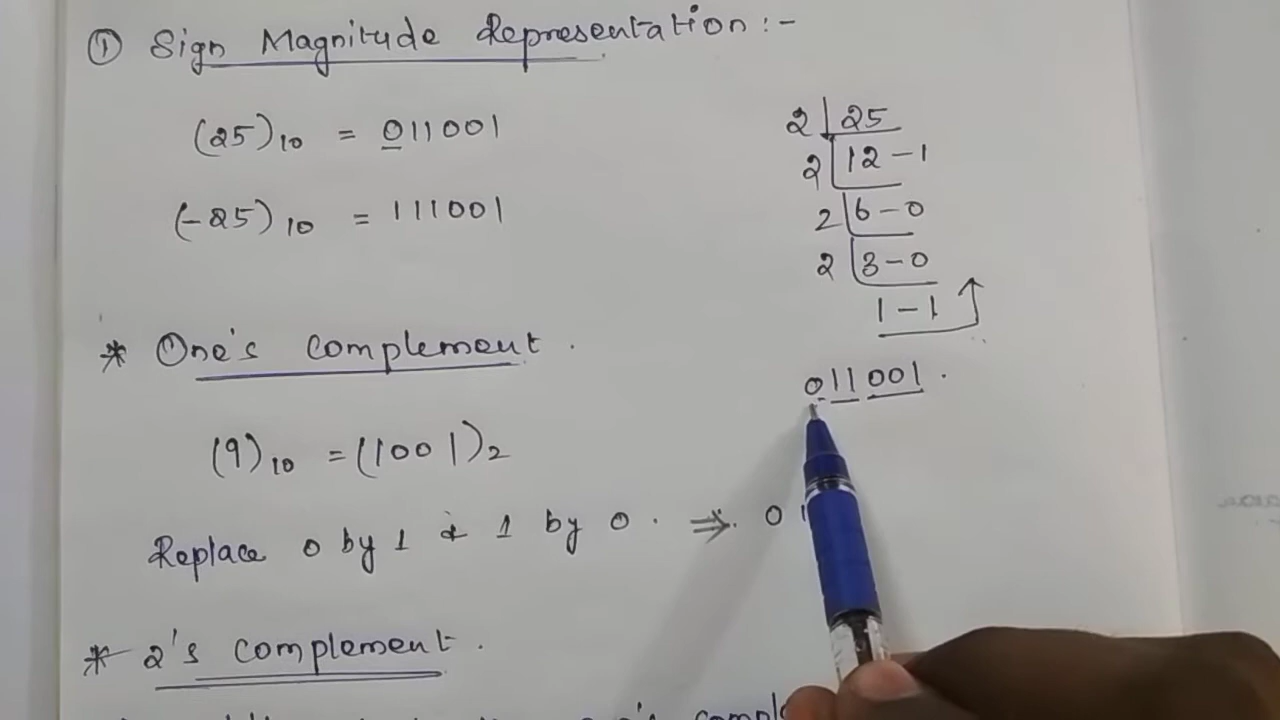 ① Sign Magnitude Representation :-
(25)₁₀ = 011001
(-25)₁₀ = 111001
2 | 25
2 | 12 - 1
2 | 6 - 0
2 | 3 - 0
1 - 1
011001.
* One's complement.
(9)₁₀ = (1001)₂
Replace 0 by 1 & 1 by 0. ⇒ 0 1
* 2's complement.